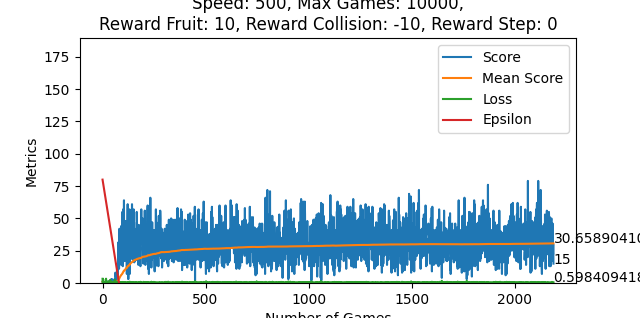 Speed: 500, Max Games: 10000,
Reward Fruit: 10, Reward Collision: -10, Reward Step: 0
175
150
125
100
75
50
25
0
Metrics
Score
Mean Score
Loss
Epsilon
30.65890410
15
0.598409418
0
500
1000
1500
2000
Number of Games